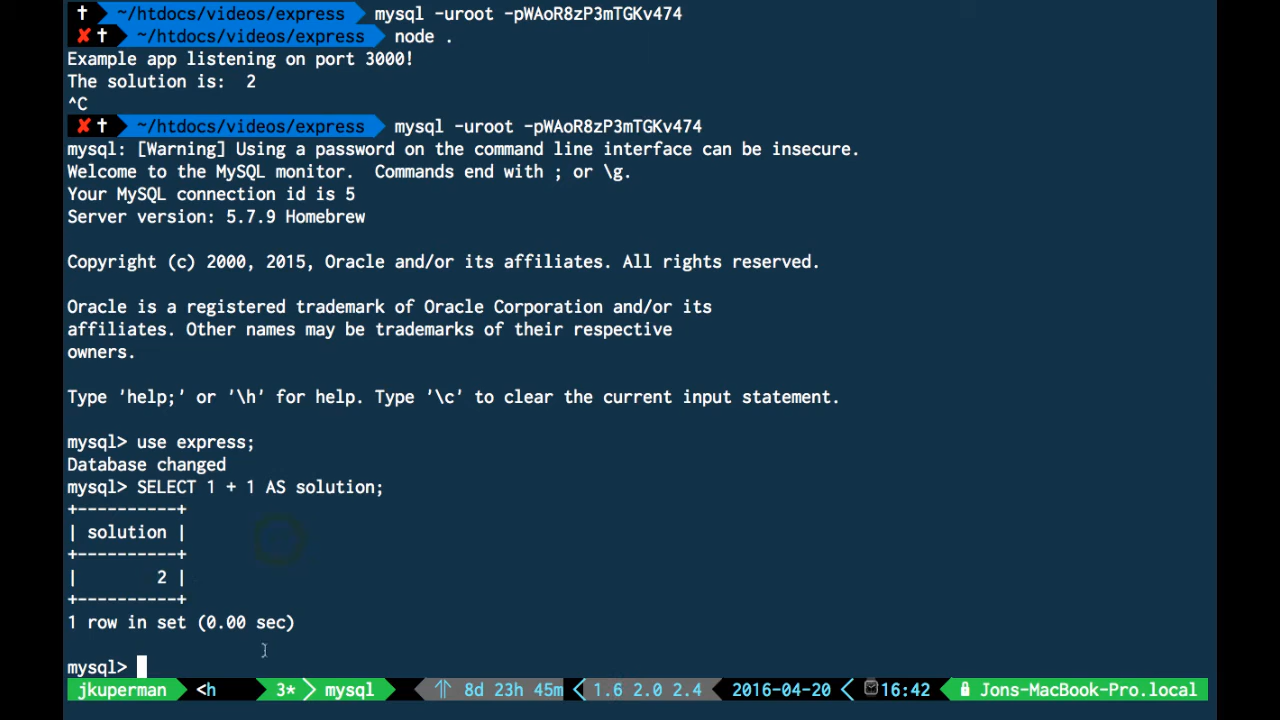 ✝ ~/htdocs/videos/express mysql -uroot -pWAoR8zP3mTGKv474
✘✝ ~/htdocs/videos/express node .
Example app listening on port 3000!
The solution is:  2
^C
✘✝ ~/htdocs/videos/express mysql -uroot -pWAoR8zP3mTGKv474
mysql: [Warning] Using a password on the command line interface can be insecure.
Welcome to the MySQL monitor.  Commands end with ; or \g.
Your MySQL connection id is 5
Server version: 5.7.9 Homebrew
Copyright (c) 2000, 2015, Oracle and/or its affiliates. All rights reserved.
Oracle is a registered trademark of Oracle Corporation and/or its
affiliates. Other names may be trademarks of their respective
owners.
Type 'help;' or '\h' for help. Type '\c' to clear the current input statement.
mysql> use express;
Database changed
mysql> SELECT 1 + 1 AS solution;
+----------+
| solution |
+----------+
|        2 |
+----------+
1 row in set (0.00 sec)
mysql>
jkuperman <h 3* mysql ⇑ 8d 23h 45m 1.6 2.0 2.4 2016-04-20 16:42 Jons-MacBook-Pro.local